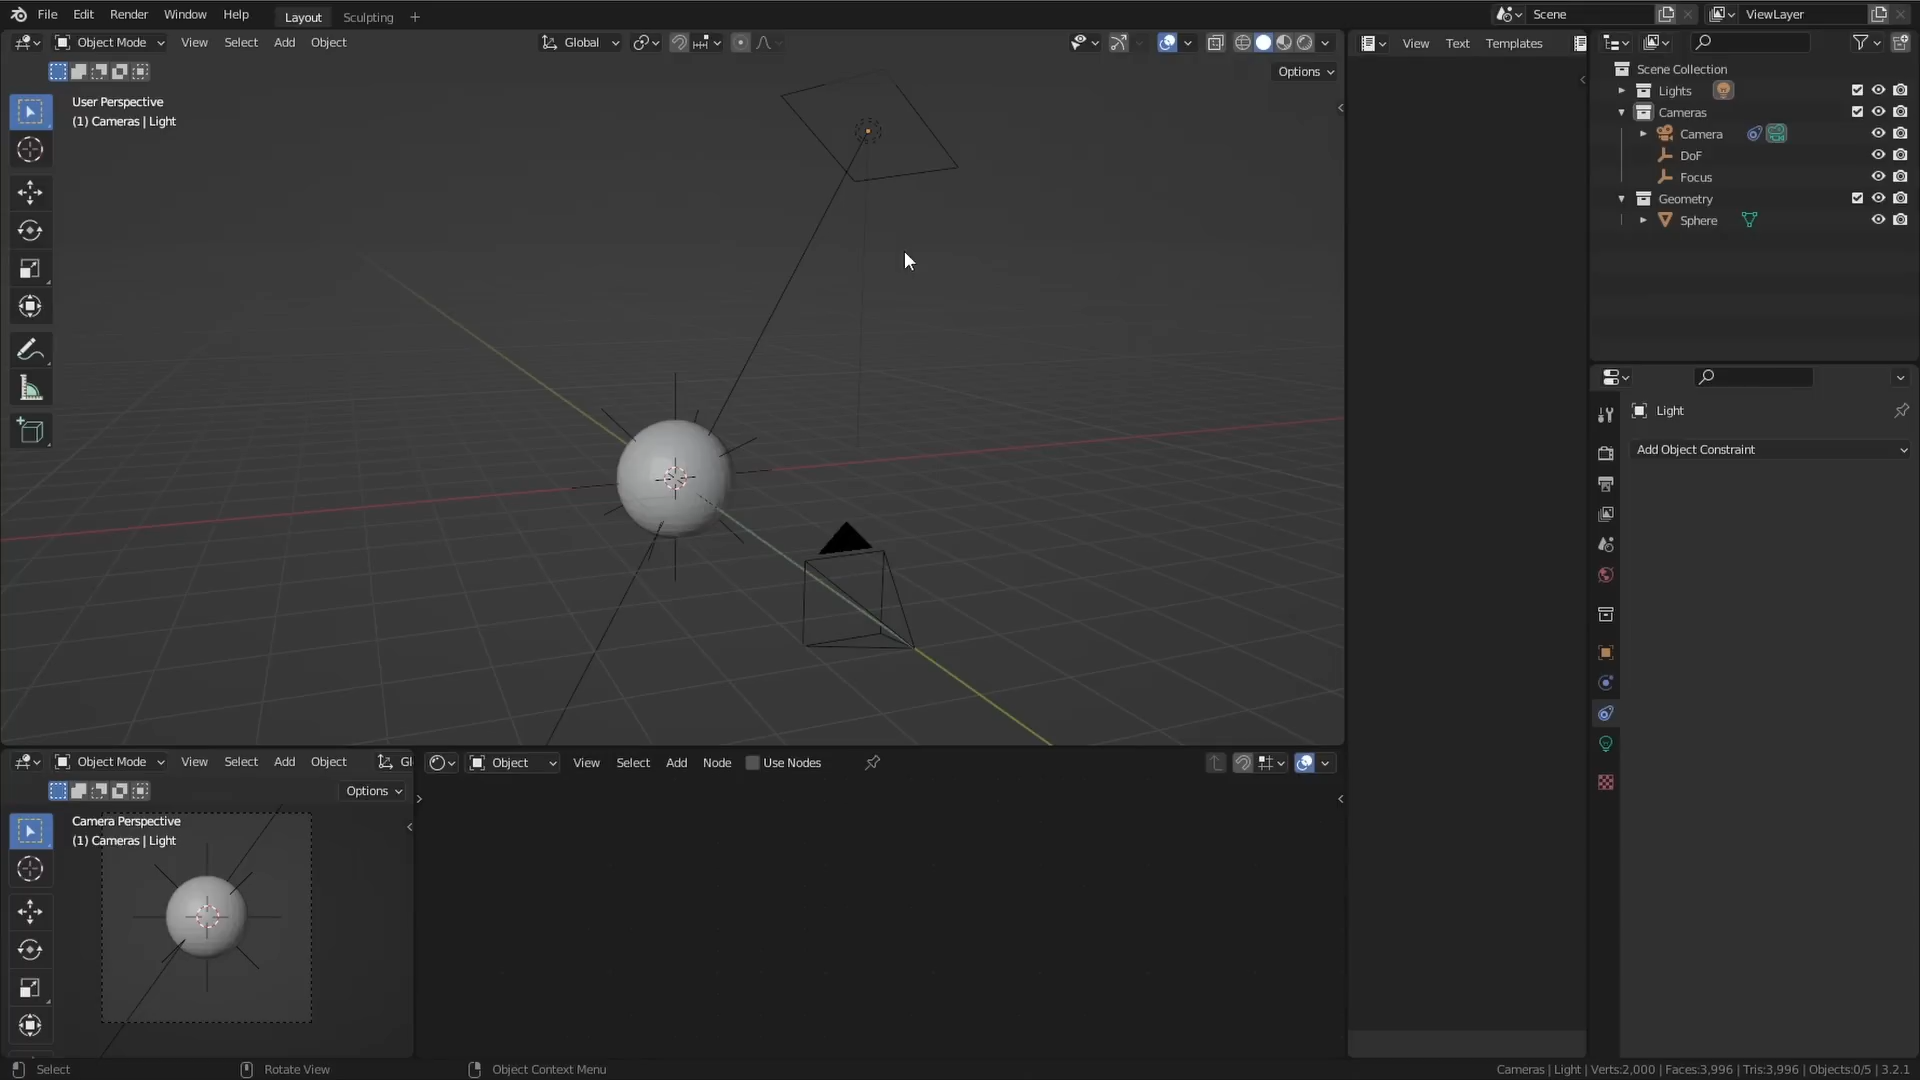 File Edit Render Window Help Layout Sculpting + Scene ViewLayer
Object Mode View Select Add Object Global View Text Templates
Options
User Perspective
(1) Cameras | Light
Scene Collection
Lights
Cameras
Camera
DoF
Focus
Geometry
Sphere
Light
Add Object Constraint
Object Mode View Select Add Object Gl
Options
Camera Perspective
(1) Cameras | Light
Object View Select Add Node Use Nodes
Select Rotate View Object Context Menu Cameras | Light | Verts:2,000 | Faces:3,996 | Tris:3,996 | Objects:0/5 | 3.2.1